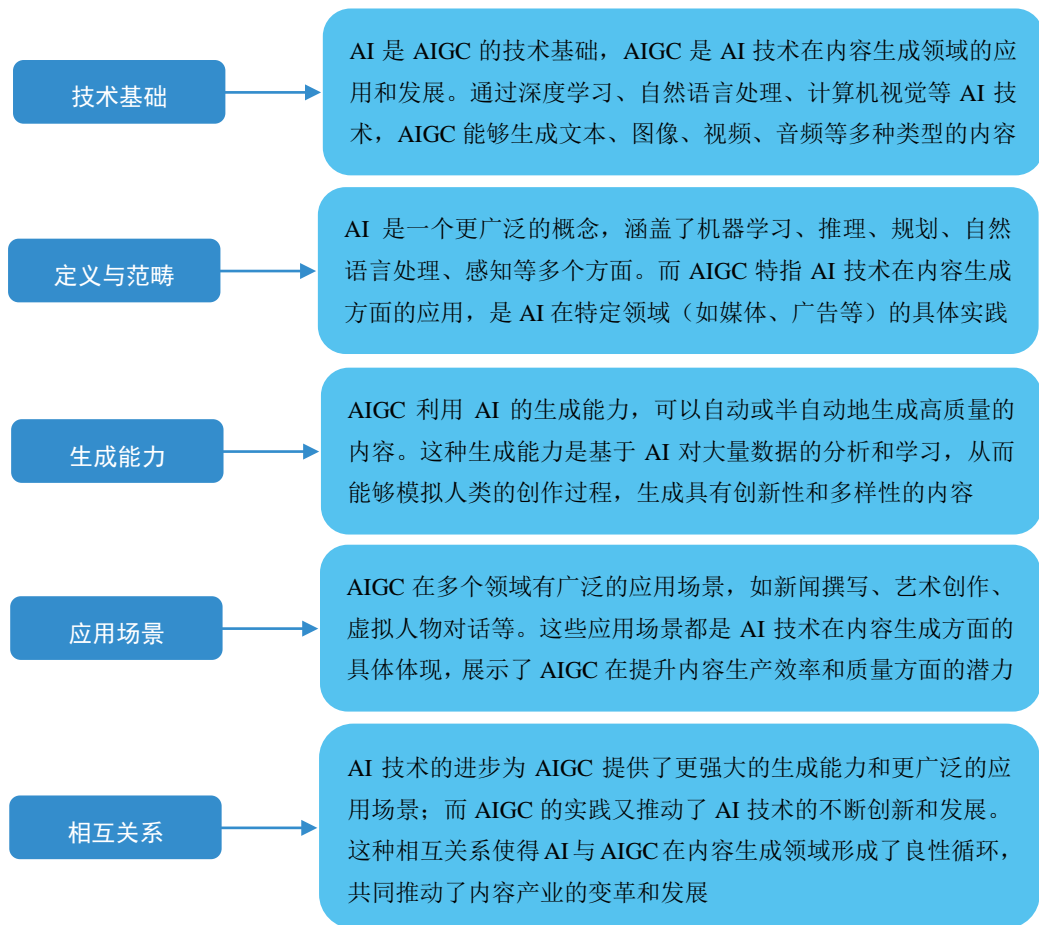 技术基础
AI 是 AIGC 的技术基础，AIGC 是 AI 技术在内容生成领域的应
用和发展。通过深度学习、自然语言处理、计算机视觉等 AI 技
术，AIGC 能够生成文本、图像、视频、音频等多种类型的内容
定义与范畴
AI 是一个更广泛的概念，涵盖了机器学习、推理、规划、自然
语言处理、感知等多个方面。而 AIGC 特指 AI 技术在内容生成
方面的应用，是 AI 在特定领域（如媒体、广告等）的具体实践
生成能力
AIGC 利用 AI 的生成能力，可以自动或半自动地生成高质量的
内容。这种生成能力是基于 AI 对大量数据的分析和学习，从而
能够模拟人类的创作过程，生成具有创新性和多样性的内容
应用场景
AIGC 在多个领域有广泛的应用场景，如新闻撰写、艺术创作、
虚拟人物对话等。这些应用场景都是 AI 技术在内容生成方面的
具体体现，展示了 AIGC 在提升内容生产效率和质量方面的潜力
相互关系
AI 技术的进步为 AIGC 提供了更强大的生成能力和更广泛的应
用场景；而 AIGC 的实践又推动了 AI 技术的不断创新和发展。
这种相互关系使得 AI 与 AIGC 在内容生成领域形成了良性循环，
共同推动了内容产业的变革和发展